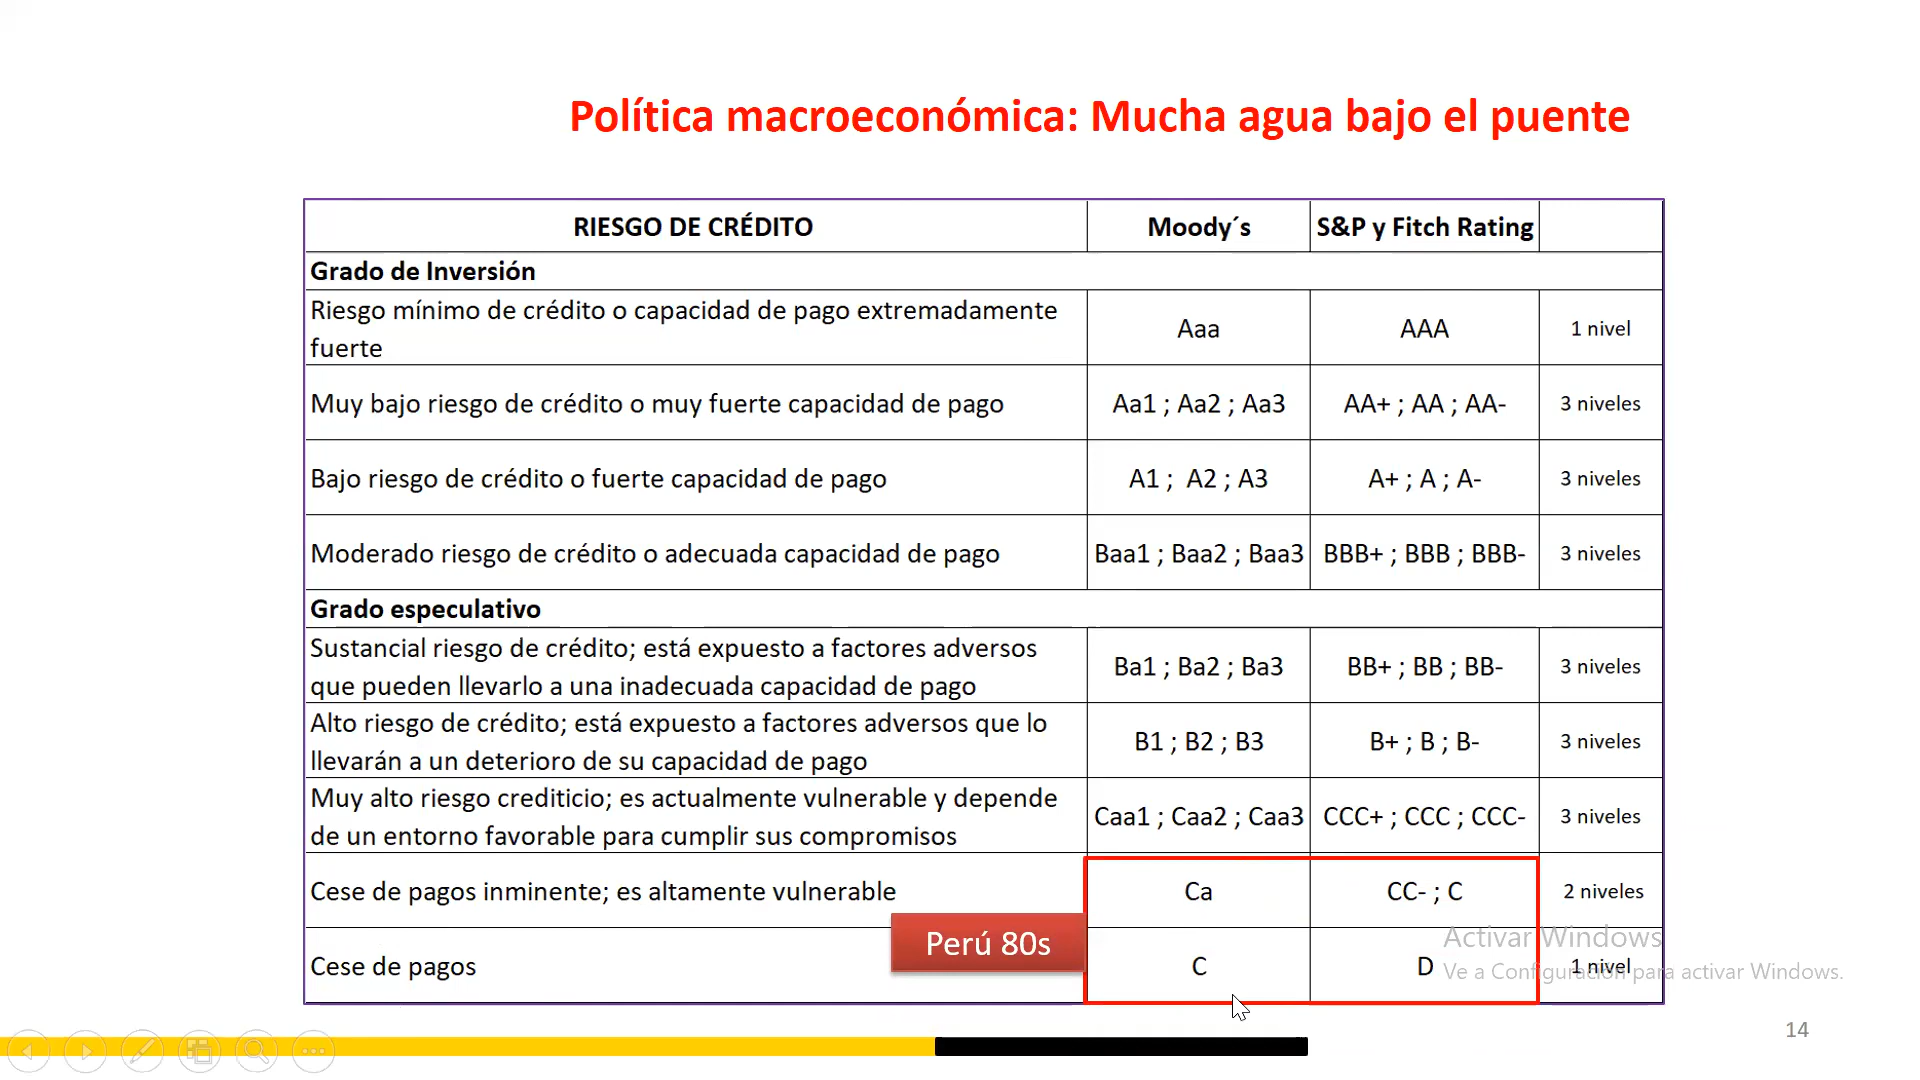 Política macroeconómica: Mucha agua bajo el puente
RIESGO DE CRÉDITO Moody´s S&P y Fitch Rating
Grado de Inversión
Riesgo mínimo de crédito o capacidad de pago extremadamente
fuerte
Aaa AAA 1 nivel
Muy bajo riesgo de crédito o muy fuerte capacidad de pago Aa1 ; Aa2 ; Aa3 AA+ ; AA ; AA- 3 niveles
Bajo riesgo de crédito o fuerte capacidad de pago A1 ; A2 ; A3 A+ ; A ; A- 3 niveles
Moderado riesgo de crédito o adecuada capacidad de pago Baa1 ; Baa2 ; Baa3 BBB+ ; BBB ; BBB- 3 niveles
Grado especulativo
Sustancial riesgo de crédito; está expuesto a factores adversos
que pueden llevarlo a una inadecuada capacidad de pago
Ba1 ; Ba2 ; Ba3 BB+ ; BB ; BB- 3 niveles
Alto riesgo de crédito; está expuesto a factores adversos que lo
llevarán a un deterioro de su capacidad de pago
B1 ; B2 ; B3 B+ ; B ; B- 3 niveles
Muy alto riesgo crediticio; es actualmente vulnerable y depende
de un entorno favorable para cumplir sus compromisos
Caa1 ; Caa2 ; Caa3 CCC+ ; CCC ; CCC- 3 niveles
Cese de pagos inminente; es altamente vulnerable Ca CC- ; C 2 niveles
Perú 80s
Cese de pagos C D 1 nivel
Activar Windows
Ve a Configuración para activar Windows.
14